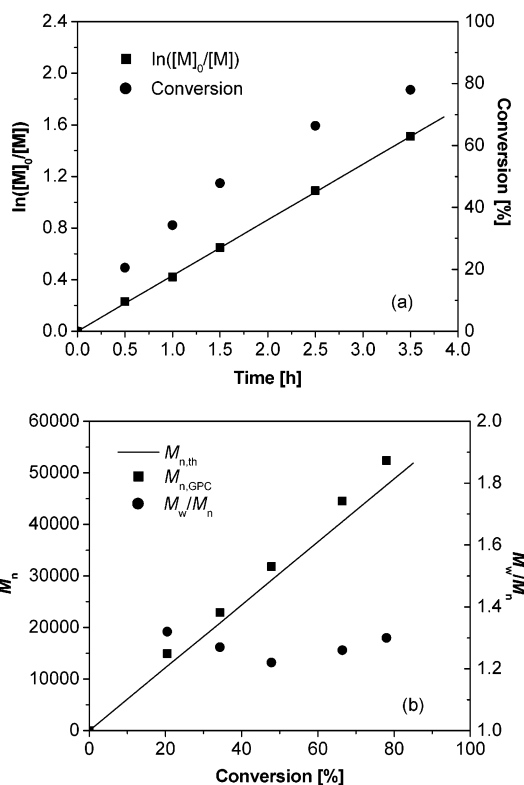 2.4
2.0
1.6
1.2
0.8
0.4
0.0
ln([M]0/[M])
ln([M]0/[M])
Conversion
100
80
60
40
20
0
Conversion [%]
(a)
0.0 0.5 1.0 1.5 2.0 2.5 3.0 3.5 4.0
Time [h]
60000
50000
40000
30000
20000
10000
0
Mn
Mn,th
Mn,GPC
Mw/Mn
2.0
1.8
1.6
1.4
1.2
1.0
Mw/Mn
(b)
0 20 40 60 80 100
Conversion [%]